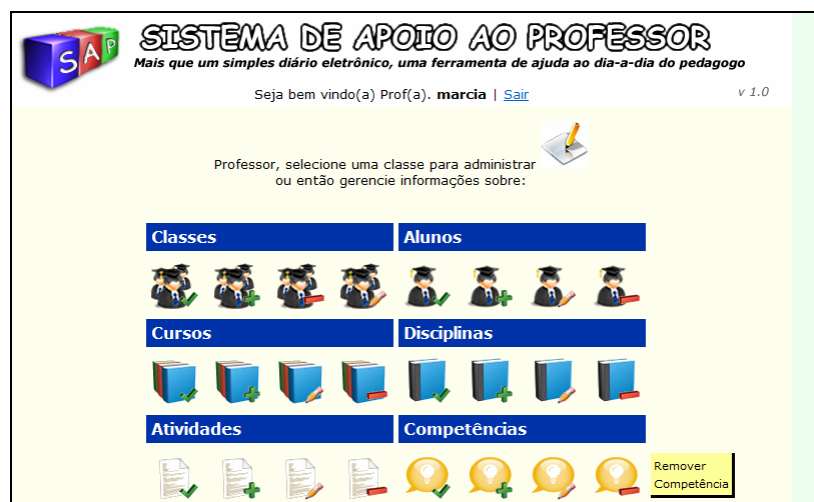 SAP
SISTEMA DE APOIO AO PROFESSOR
Mais que um simples diário eletrônico, uma ferramenta de ajuda ao dia-a-dia do pedagogo
Seja bem vindo(a) Prof(a). marcia | Sair
v 1.0
Professor, selecione uma classe para administrar
ou então gerencie informações sobre:
Classes
Alunos
Cursos
Disciplinas
Atividades
Competências
Remover
Competência